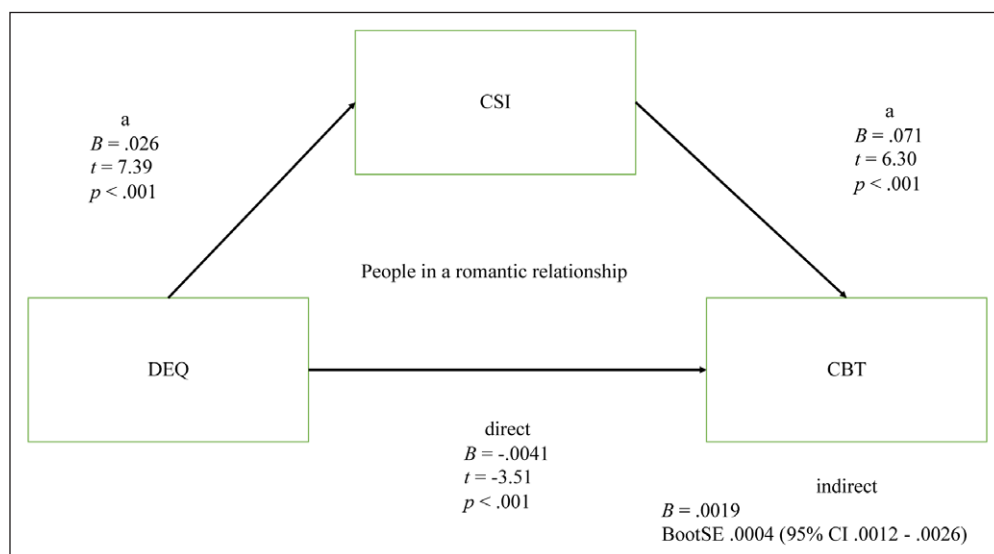 CSI
a
B = .026
t = 7.39
p < .001
a
B = .071
t = 6.30
p < .001
People in a romantic relationship
DEQ
CBT
direct
B = -.0041
t = -3.51
p < .001
indirect
B = .0019
BootSE .0004 (95% CI .0012 - .0026)